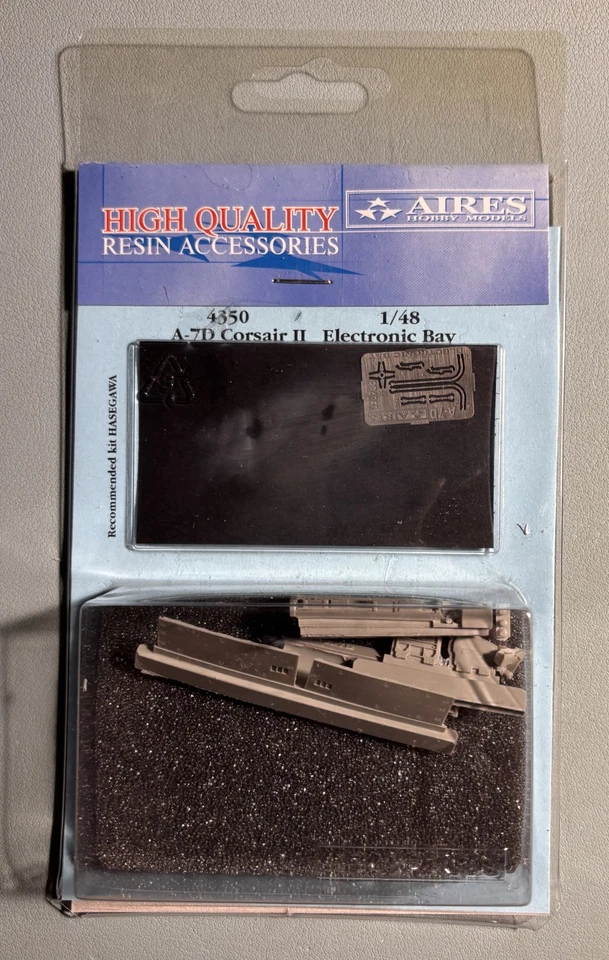 HIGH QUALITY
RESIN ACCESSORIES
AIRES
HOBBY MODELS
4350 1/48
A-7D Corsair II Electronic Bay
Recommended kit HASEGAWA